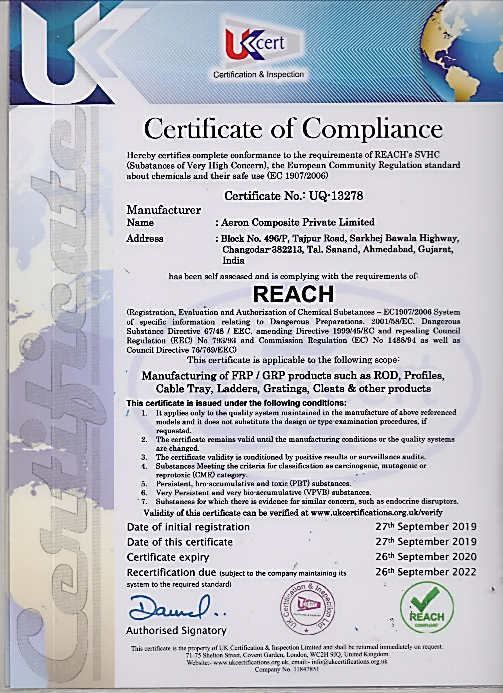 UK cert
Certification & Inspection
Certificate
Certificate of Compliance
Hereby certifies complete conformance to the requirements of REACH's SVHC
(Substances of Very High Concern), the European Community Regulation standard
about chemicals and their safe use (EC 1907/2006)
Certificate No.: UQ-13278
Manufacturer
Name : Aeron Composite Private Limited
Address : Block No. 496/P, Tajpur Road, Sarkhej Bawala Highway,
Changodar-382213, Tal. Sanand, Ahmedabad, Gujarat,
India
has been self assessed and is complying with the requirements of:
REACH
(Registration, Evaluation and Authorization of Chemical Substances – EC1907/2006 System
of specific information relating to Dangerous Preparations. 2001/58/EC. Dangerous
Substance Directive 67/48 / EEC. amending Directive 1999/45/EC and repealing Council
Regulation (EEC) No 793/93 and Commission Regulation (EC) No 1488/94 as well as
Council Directive 76/769/EEC)
This certificate is applicable to the following scope:
Manufacturing of FRP / GRP products such as ROD, Profiles,
Cable Tray, Ladders, Gratings, Cleats & other products
This certificate is issued under the following conditions:
1. It applies only to the quality system maintained in the manufacture of above referenced
models and it does not substitute the design or type-examination procedures, if
requested.
2. The certificate remains valid until the manufacturing conditions or the quality systems
are changed.
3. The certificate validity is conditioned by positive results or surveillance audits.
4. Substances Meeting the criteria for classification as carcinogenic, mutagenic or
reprotoxic (CMR) category.
5. Persistent, bio-accumulative and toxic (PBT) substances.
6. Very Persistent and very bio-accumulative (VPVB) substances.
7. Substances for which there is evidence for similar concern, such as endocrine disruptors.
Validity of this certificate can be verified at www.ukcertifications.org.uk/verify
Date of initial registration 27th September 2019
Date of this certificate 27th September 2019
Certificate expiry 26th September 2020
Recertification due (subject to the company maintaining its 26th September 2022
system to the required standard)
Authorised Signatory
UK Certification & Inspection Ltd
REACH
COMPLIANT
This certificate is the property of UK Certification & Inspection Limited and shall be returned immediately on request.
71-75 Shelton Street, Covent Garden, London, WC2H 9JQ, United Kingdom
Website:- www.ukcertifications.org.uk, email:- info@ukcertifications.org.uk
Company No. 11847851